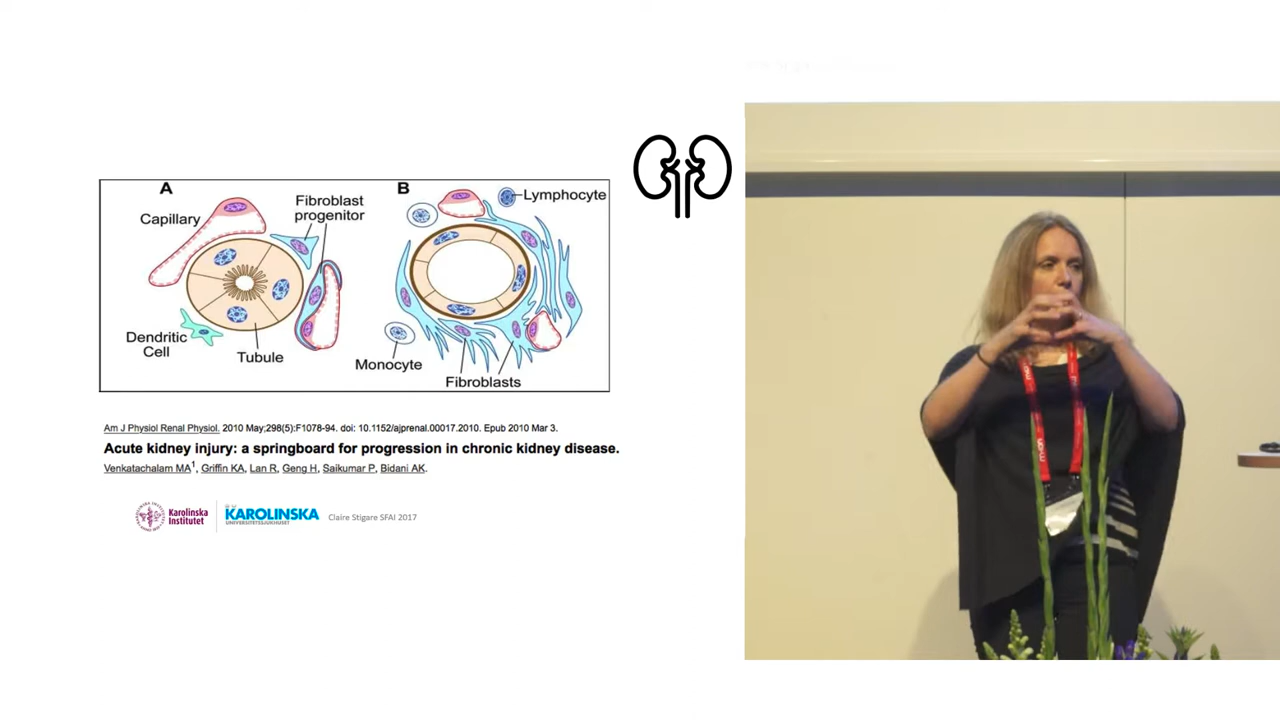 A
B
Capillary
Fibroblast
progenitor
Lymphocyte
Dendritic
Cell
Tubule
Monocyte
Fibroblasts
Am J Physiol Renal Physiol. 2010 May;298(5):F1078-94. doi: 10.1152/ajprenal.00017.2010. Epub 2010 Mar 3.
Acute kidney injury: a springboard for progression in chronic kidney disease.
Venkatachalam MA1, Griffin KA, Lan R, Geng H, Saikumar P, Bidani AK.
Karolinska
Institutet
KAROLINSKA
UNIVERSITETSSJUKHUSET
Claire Stigare SFAI 2017